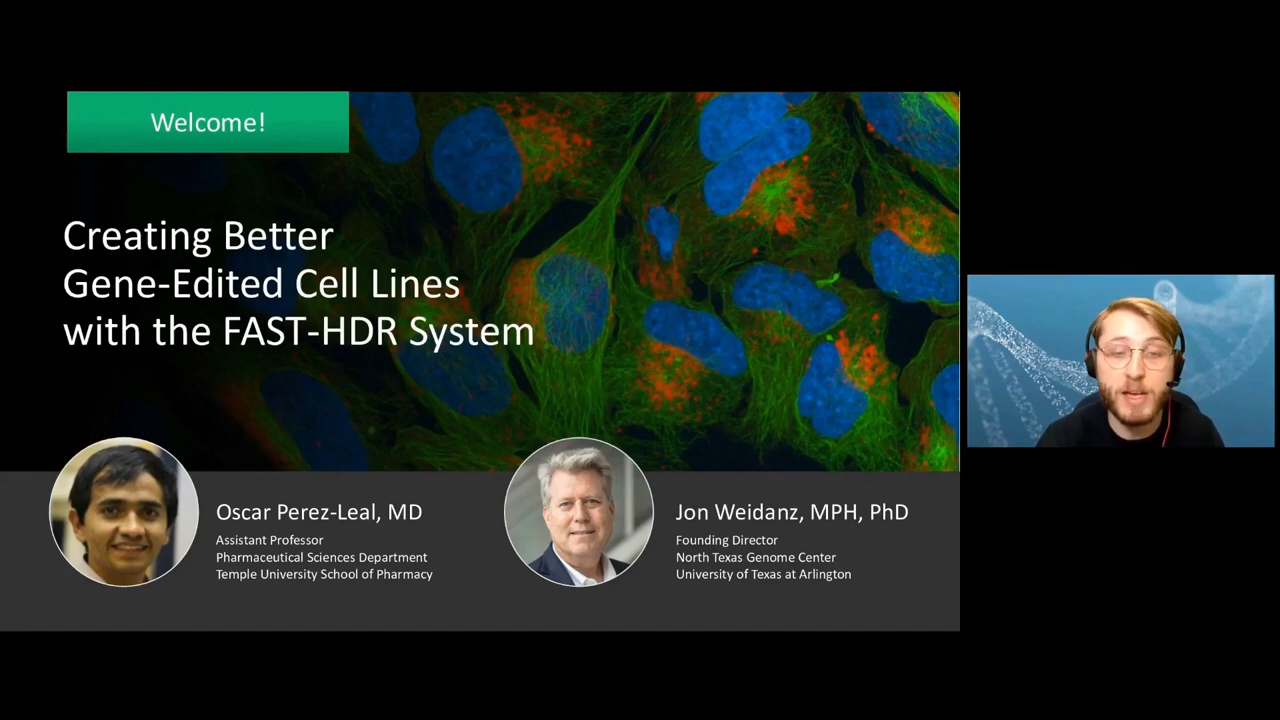 Welcome!
Creating Better
Gene-Edited Cell Lines
with the FAST-HDR System
Oscar Perez-Leal, MD
Assistant Professor
Pharmaceutical Sciences Department
Temple University School of Pharmacy
Jon Weidanz, MPH, PhD
Founding Director
North Texas Genome Center
University of Texas at Arlington